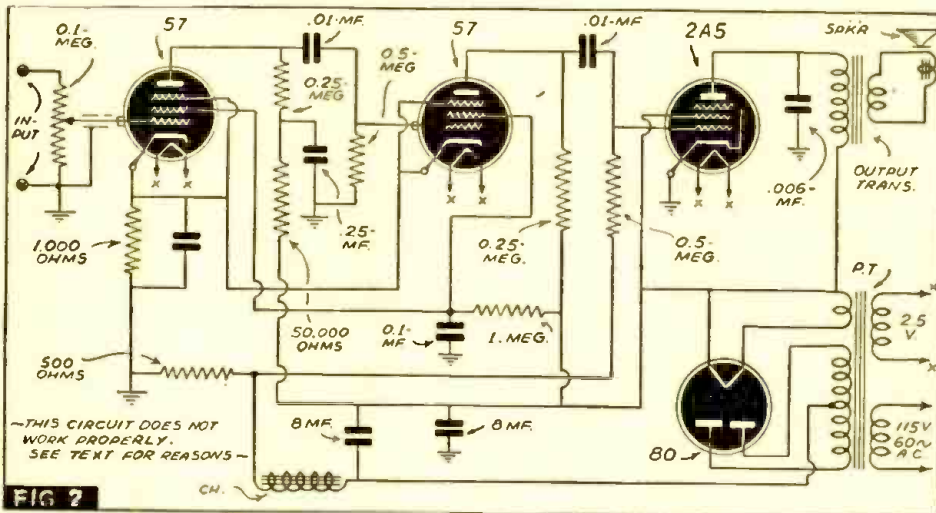 0.1-
MEG.
57
.01-MF.
57
.01-MF.
2A5
SPKR
IN-
PUT
0.25-
MEG
0.5-
MEG
.25-
MF.
OUTPUT
TRANS.
.006-
MF.
1,000
OHMS
0.25-
MEG.
0.5-
MEG.
P.T.
x
x
x
x
x
x
x
2.5
V.
x
500
OHMS
50,000
OHMS
0.1-
MF
1. MEG.
~THIS CIRCUIT DOES NOT
WORK PROPERLY.
SEE TEXT FOR REASONS~
8 MF.
8 MF.
80
115V
60~
A.C.
CH.
FIG 2